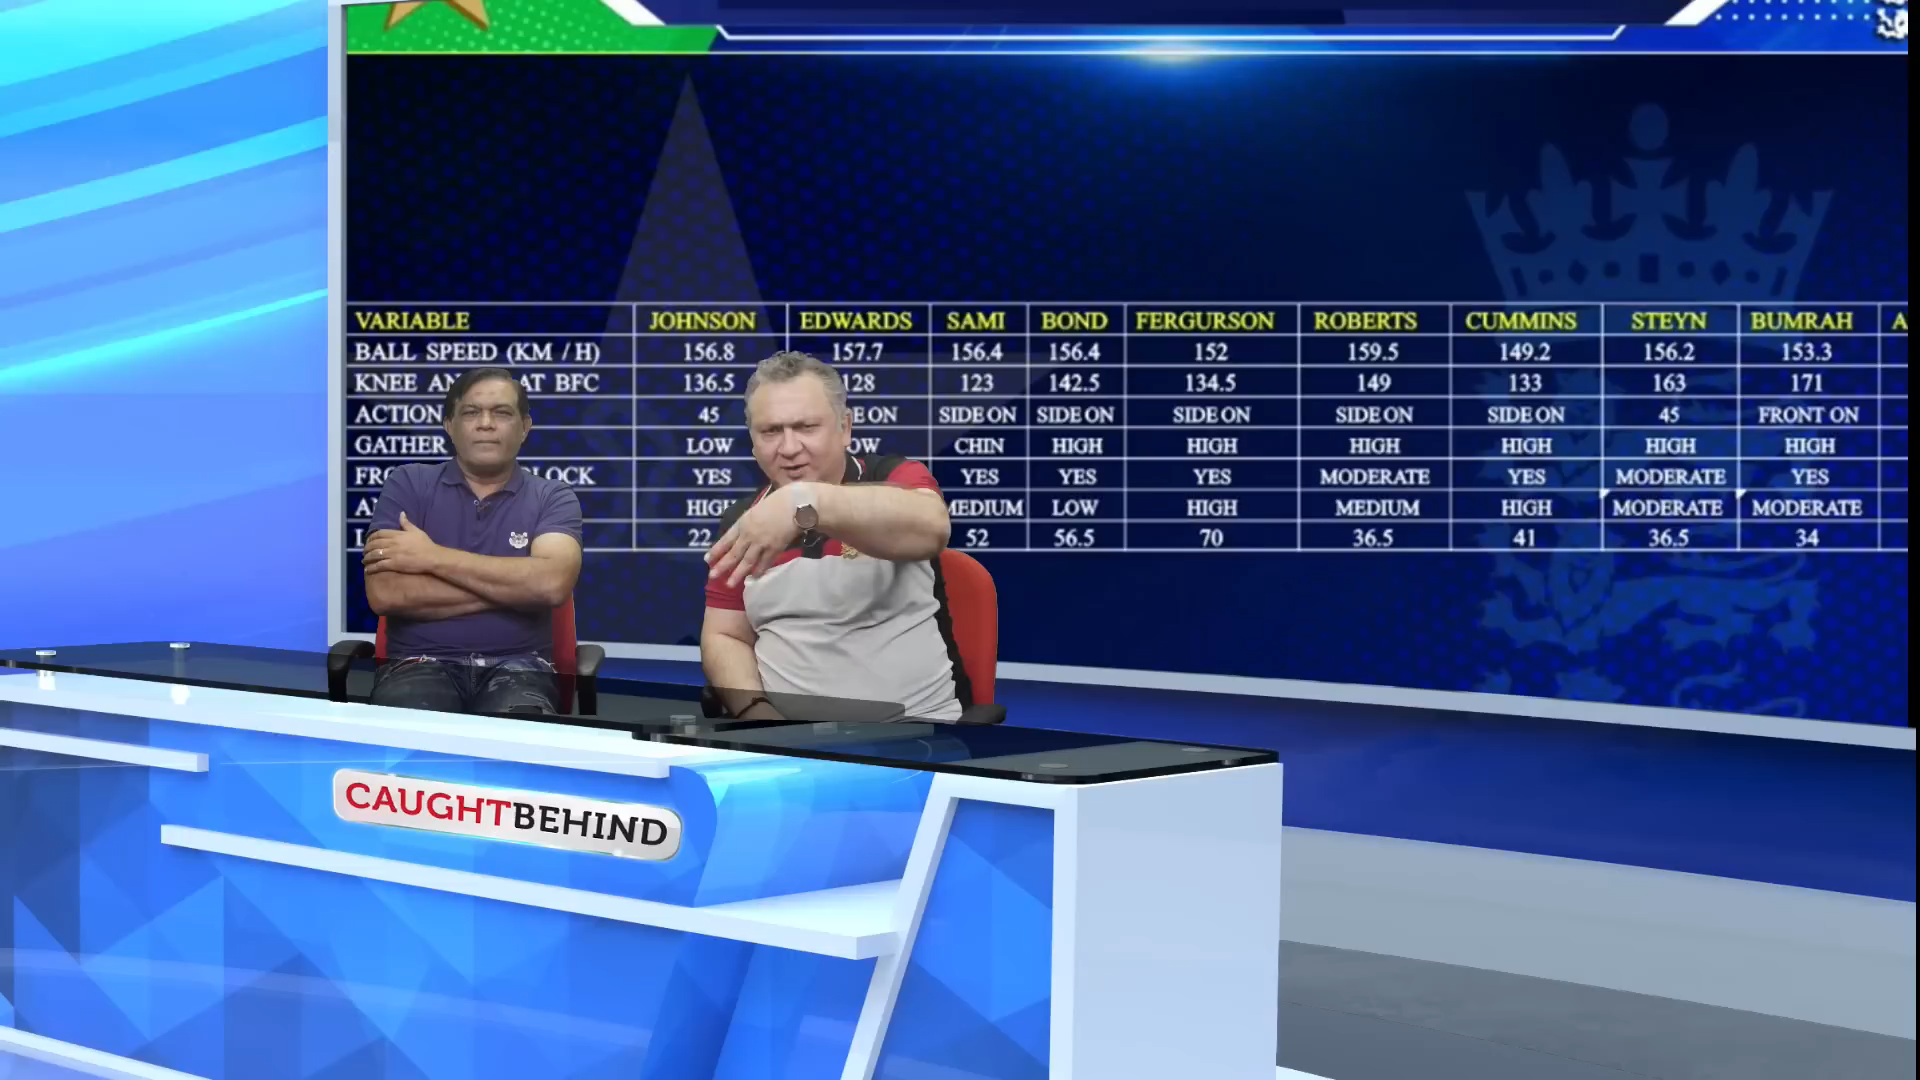 VARIABLE JOHNSON EDWARDS SAMI BOND FERGURSON ROBERTS CUMMINS STEYN BUMRAH A
BALL SPEED (KM / H) 156.8 157.7 156.4 156.4 152 159.5 149.2 156.2 153.3
KNEE AT BFC 136.5 128 123 142.5 134.5 149 133 163 171
ACTION 45 SIDE ON SIDE ON SIDE ON SIDE ON SIDE ON 45 FRONT ON
GATHER LOW CHIN HIGH HIGH HIGH HIGH HIGH HIGH
YES YES YES YES MODERATE YES MODERATE YES
HIGH MEDIUM LOW HIGH MEDIUM HIGH MODERATE MODERATE
22 52 56.5 70 36.5 41 36.5 34
CAUGHTBEHIND